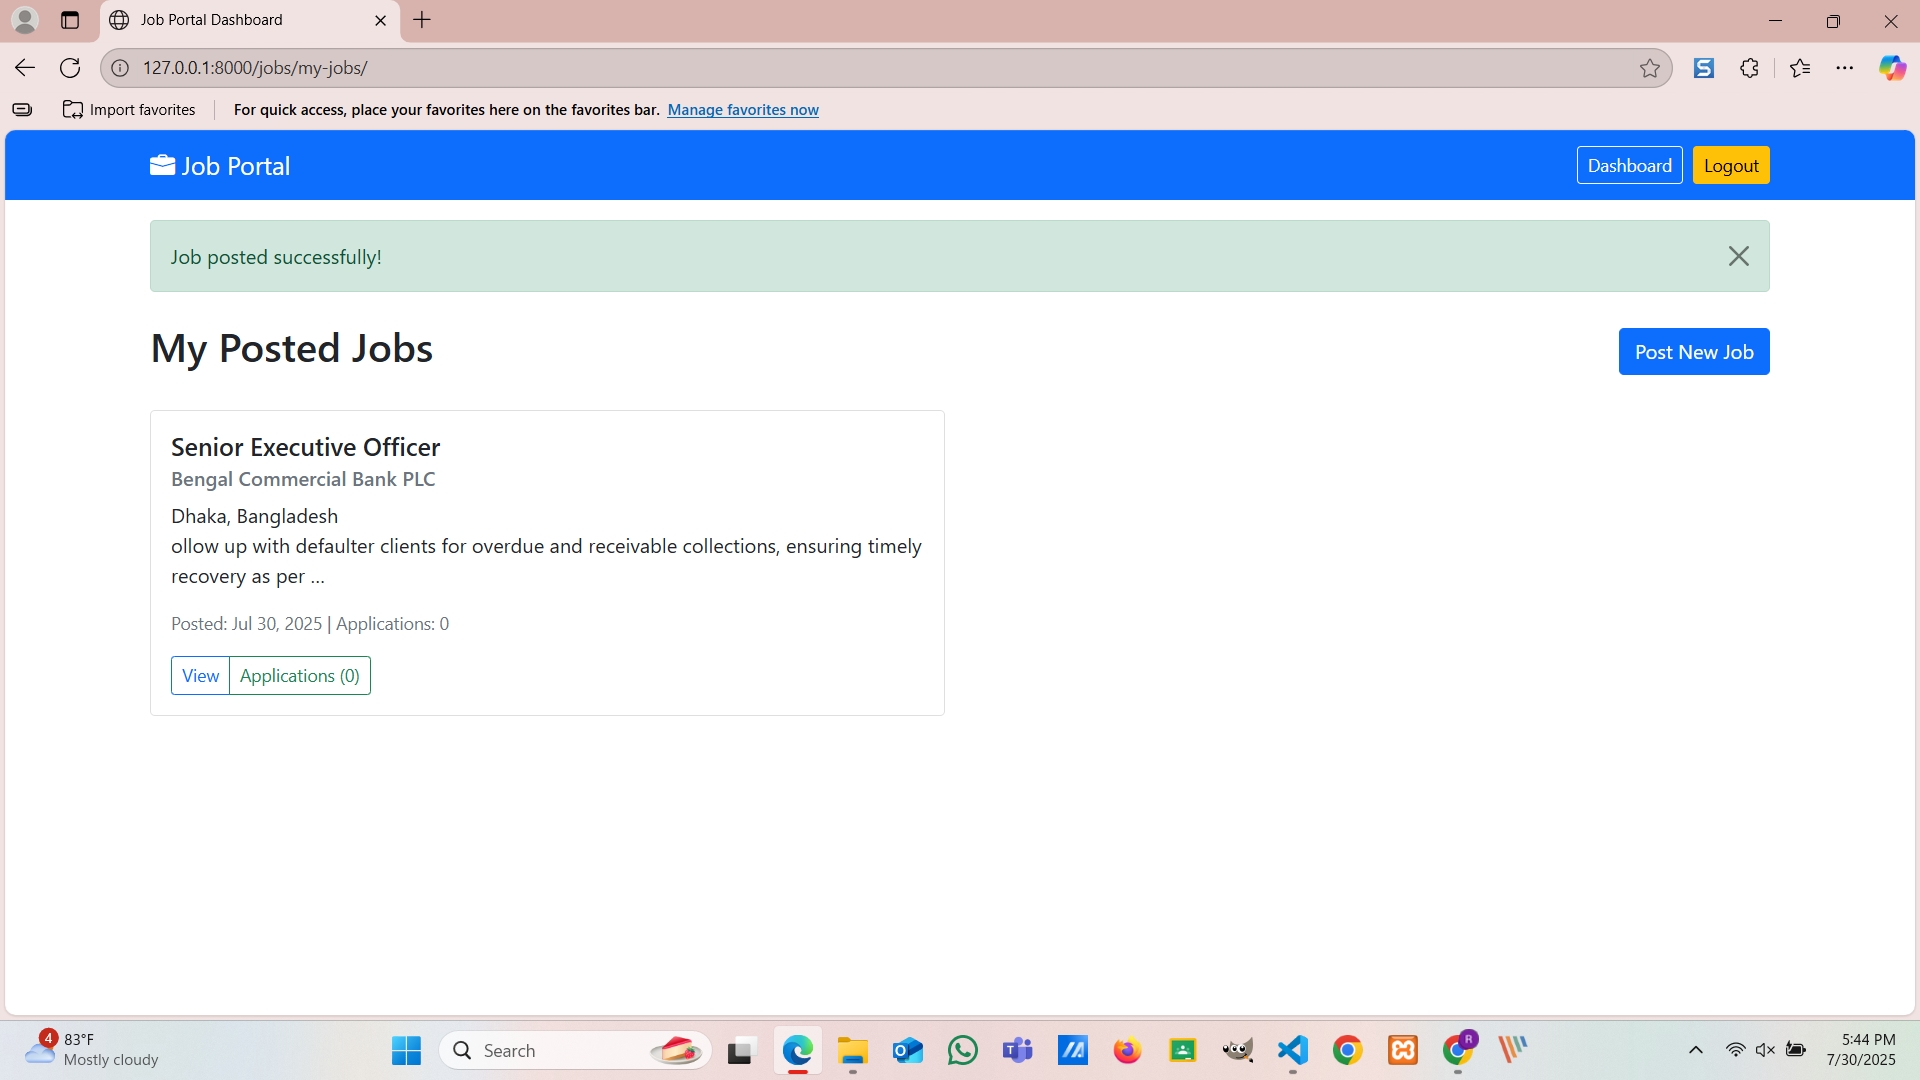 Job Portal Dashboard
127.0.0.1:8000/jobs/my-jobs/
Import favorites
For quick access, place your favorites here on the favorites bar. Manage favorites now
Job Portal
Dashboard
Logout
Job posted successfully!
My Posted Jobs
Post New Job
Senior Executive Officer
Bengal Commercial Bank PLC
Dhaka, Bangladesh
ollow up with defaulter clients for overdue and receivable collections, ensuring timely
recovery as per ...
Posted: Jul 30, 2025 | Applications: 0
View
Applications (0)
4
83°F
Mostly cloudy
Search
R
5:44 PM
7/30/2025